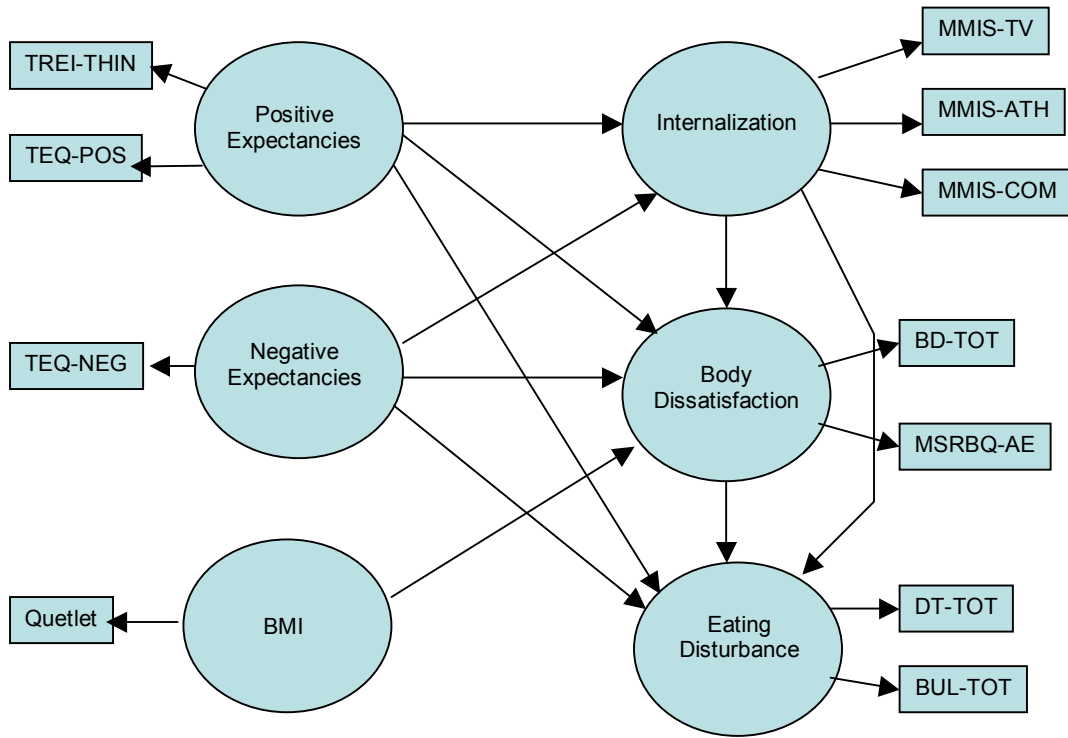 TREI-THIN
TEQ-POS
TEQ-NEG
Quetlet
Positive
Expectancies
Negative
Expectancies
BMI
Internalization
Body
Dissatisfaction
Eating
Disturbance
MMIS-TV
MMIS-ATH
MMIS-COM
BD-TOT
MSRBQ-AE
DT-TOT
BUL-TOT